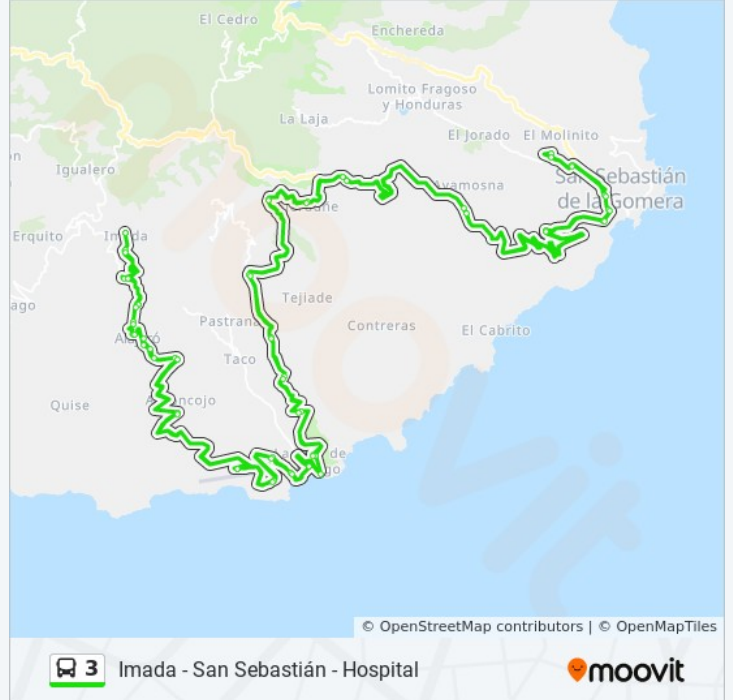 El Cedro
Enchereda
Lomito Fragoso
y Honduras
La Laja
El Jorado
El Molinito
Igualero
San Sebastián
de la Gomera
Erquito
Tejiade
Pastrana
Contreras
El Cabrito
Taco
Quise
© OpenStreetMap contributors | © OpenMapTiles
3
Imada - San Sebastián - Hospital
moovit